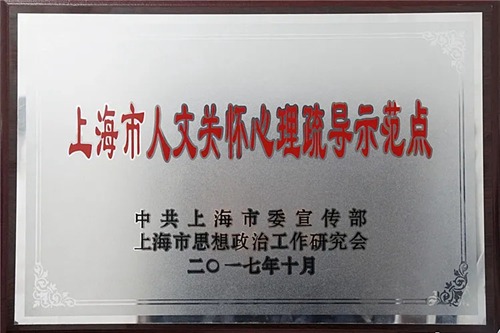 上海市人文关怀心理疏导示范点
中共上海市委宣传部
上海市思想政治工作研究会
二〇一七年十月